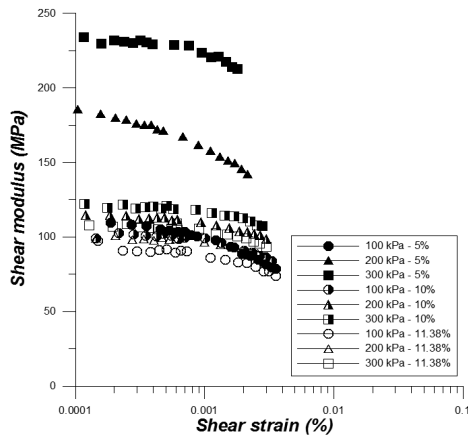 250
200
150
100
50
0
Shear modulus (MPa)
100 kPa - 5%
200 kPa - 5%
300 kPa - 5%
100 kPa - 10%
200 kPa - 10%
300 kPa - 10%
100 kPa - 11.38%
200 kPa - 11.38%
300 kPa - 11.38%
0.0001 0.001 0.01 0.1
Shear strain (%)